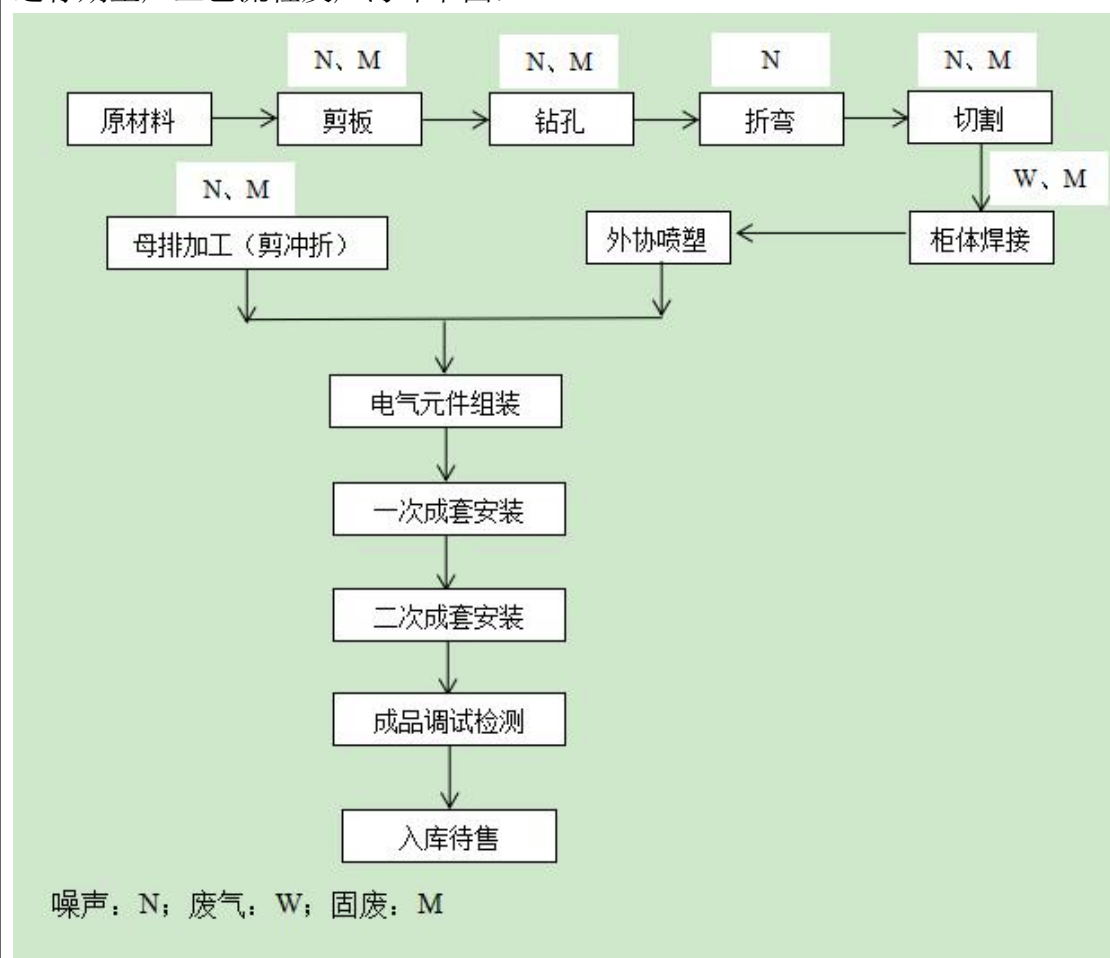 N、M
N、M
N
N、M
原材料
剪板
钻孔
折弯
切割
N、M
W、M
母排加工（剪冲折）
外协喷塑
柜体焊接
电气元件组装
一次成套安装
二次成套安装
成品调试检测
入库待售
噪声：N；废气：W；固废：M